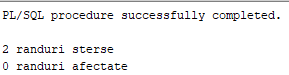 PL/SQL procedure successfully completed.
2 randuri sterse
0 randuri afectate